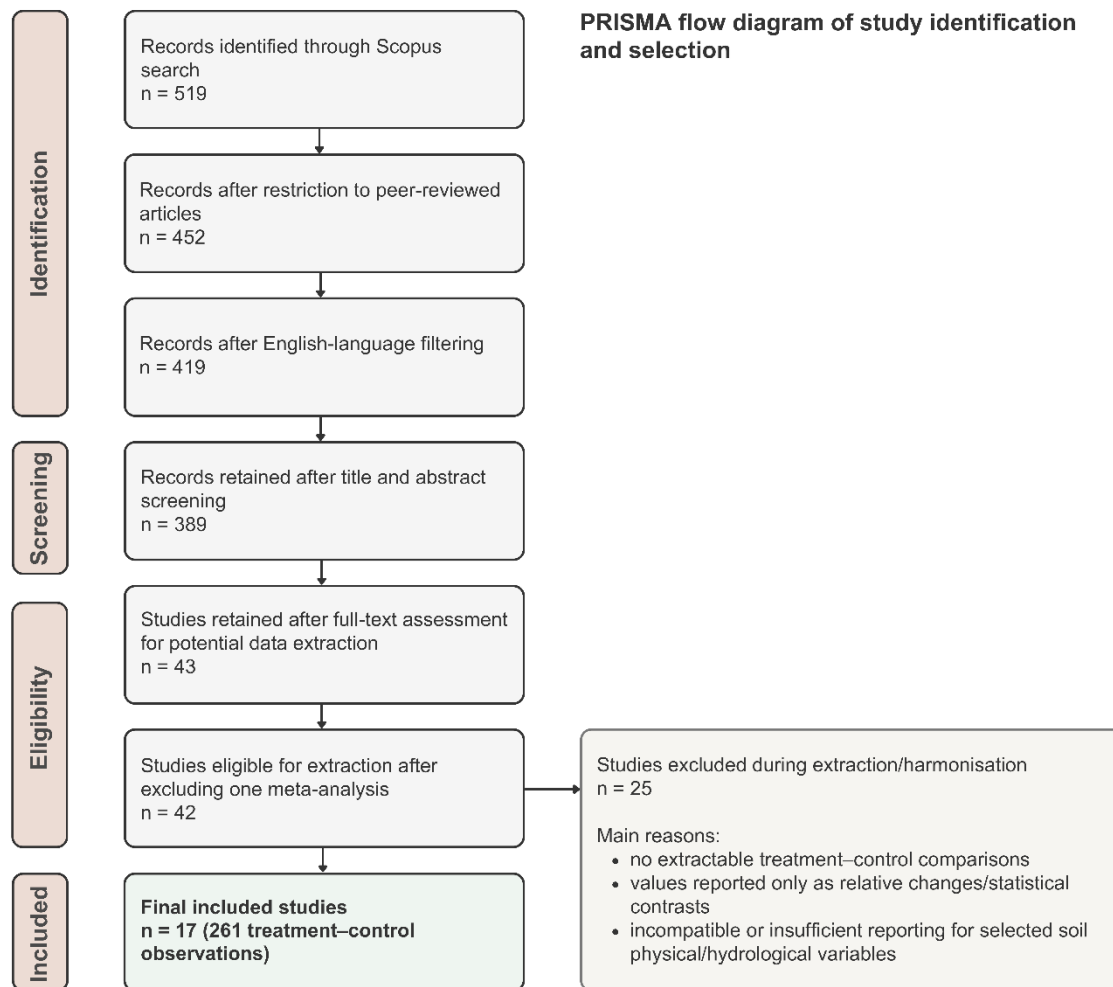 PRISMA flow diagram of study identification
and selection
Identification
Records identified through Scopus
search
n = 519
Records after restriction to peer-reviewed
articles
n = 452
Records after English-language filtering
n = 419
Screening
Records retained after title and abstract
screening
n = 389
Eligibility
Studies retained after full-text assessment
for potential data extraction
n = 43
Studies eligible for extraction after
excluding one meta-analysis
n = 42
Studies excluded during extraction/harmonisation
n = 25
Main reasons:
• no extractable treatment–control comparisons
• values reported only as relative changes/statistical
contrasts
• incompatible or insufficient reporting for selected soil
physical/hydrological variables
Included
Final included studies
n = 17 (261 treatment–control
observations)